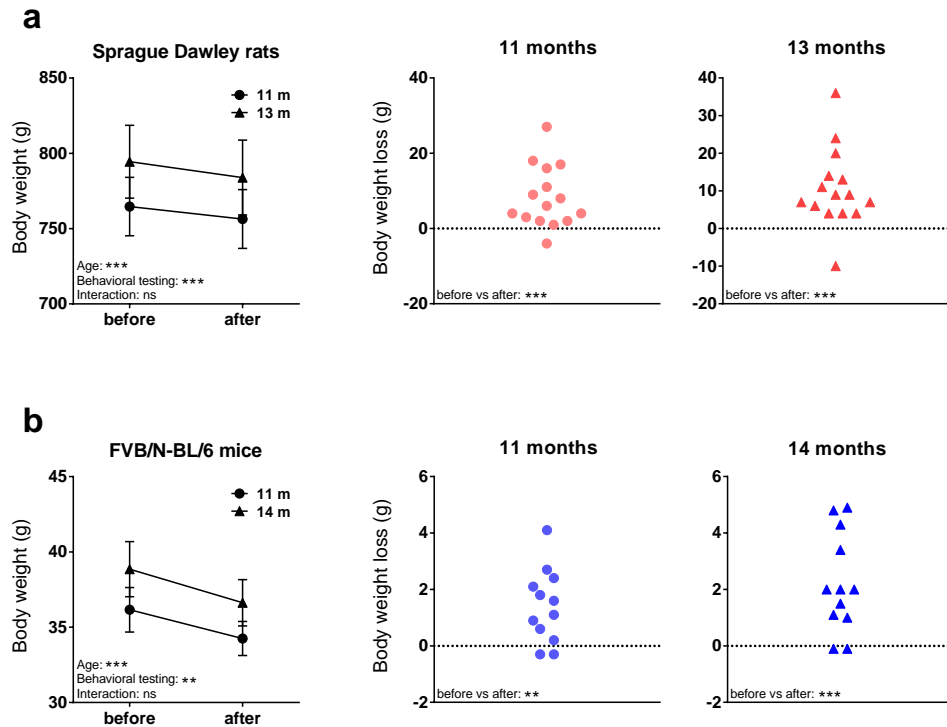 a
Sprague Dawley rats
Body weight (g)
850
800
750
700
11 m
13 m
Age: ***
Behavioral testing: ***
Interaction: ns
before after
11 months
Body weight loss (g)
40
20
0
-20
before vs after: ***
13 months
40
30
20
10
0
-10
-20
before vs after: ***
b
FVB/N-BL/6 mice
Body weight (g)
45
40
35
30
11 m
14 m
Age: ***
Behavioral testing: **
Interaction: ns
before after
11 months
Body weight loss (g)
6
4
2
0
-2
before vs after: **
14 months
6
4
2
0
-2
before vs after: ***